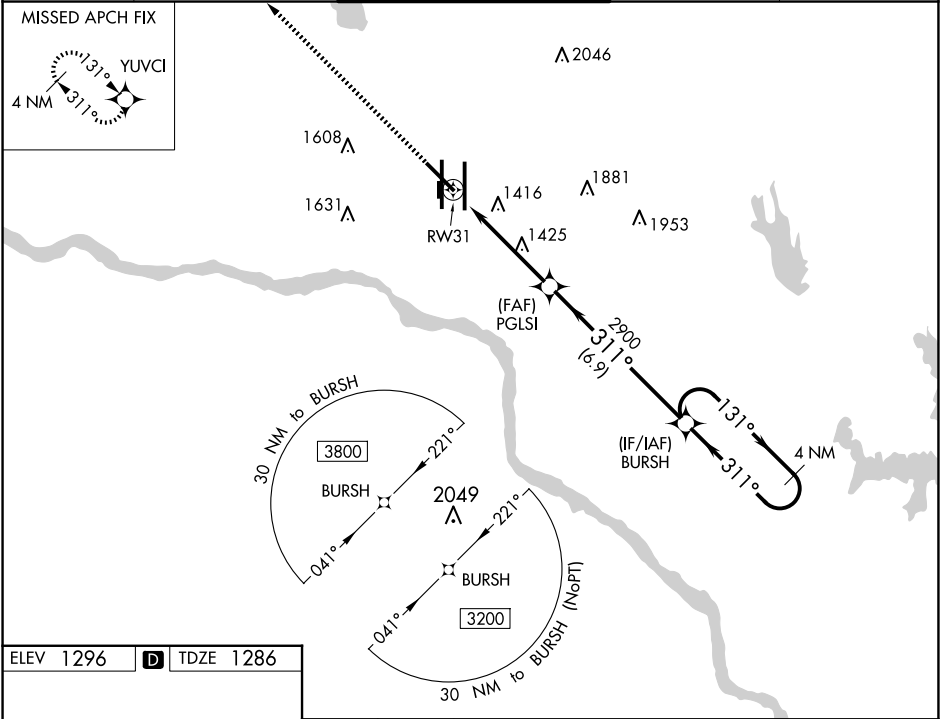 MISSED APCH FIX
YUVCI
131°
4 NM
311°
2046
1608
1631
1416
1881
1953
1425
RW31
(FAF)
PGLSI
2900
311°
(6.9)
(IF/IAF)
BURSH
131°
311°
4 NM
30 NM to BURSH
3800
221°
BURSH
041°
2049
221°
BURSH
041°
3200
30 NM to BURSH (NoPT)
ELEV 1296 D TDZE 1286